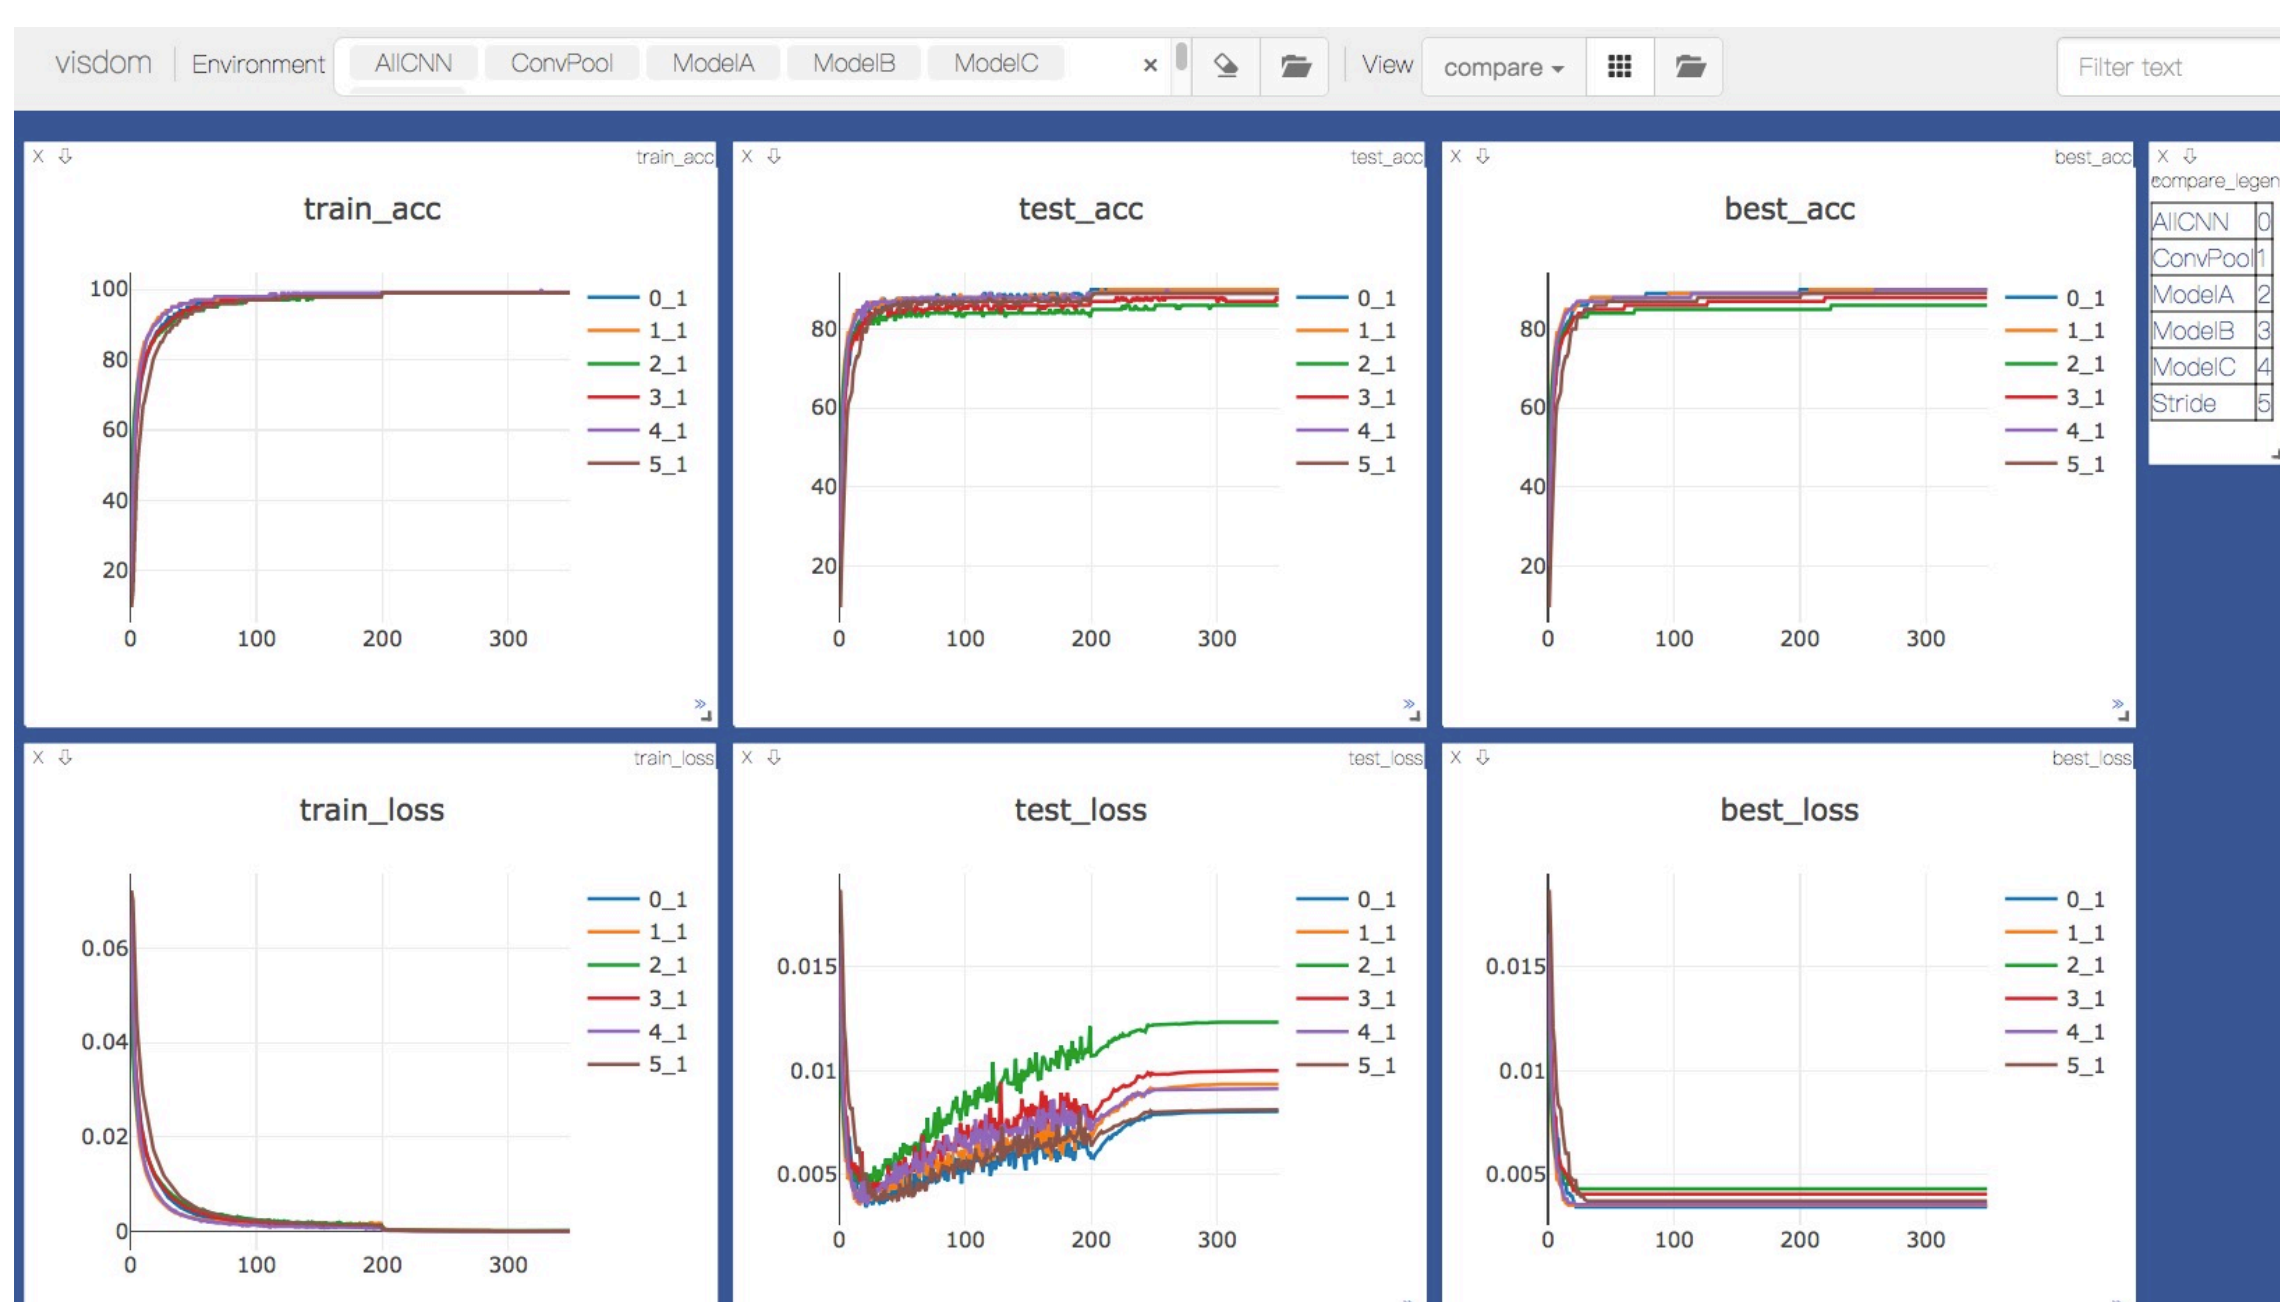 visdom Environment AllCNN ConvPool ModelA ModelB ModelC × View compare Filter text
X train_acc
train_acc
100
80
60
40
20
0 100 200 300
0_1
1_1
2_1
3_1
4_1
5_1
X test_acc
test_acc
80
60
40
20
0 100 200 300
0_1
1_1
2_1
3_1
4_1
5_1
X best_acc
best_acc
80
60
40
20
0 100 200 300
0_1
1_1
2_1
3_1
4_1
5_1
X
compare_legen
AllCNN 0
ConvPool 1
ModelA 2
ModelB 3
ModelC 4
Stride 5
X train_loss
train_loss
0.06
0.04
0.02
0
0 100 200 300
0_1
1_1
2_1
3_1
4_1
5_1
X test_loss
test_loss
0.015
0.01
0.005
0 100 200 300
0_1
1_1
2_1
3_1
4_1
5_1
X best_loss
best_loss
0.015
0.01
0.005
0 100 200 300
0_1
1_1
2_1
3_1
4_1
5_1